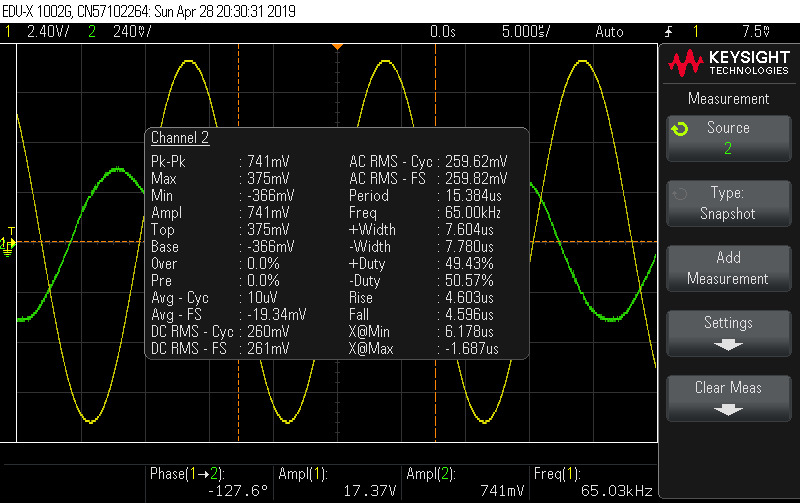 EDU-X 1002G, CN57102264: Sun Apr 28 20:30:31 2019
1 2.40V/ 2 240mV/ 0.0s 5.000us/ Auto 1 7.5V
KEYSIGHT
TECHNOLOGIES
Measurement
Source
2
Type:
Snapshot
Add
Measurement
Settings
Clear Meas
T
Channel 2
Pk-Pk : 741mV AC RMS - Cyc : 259.62mV
Max : 375mV AC RMS - FS : 259.82mV
Min : -366mV Period : 15.384us
Ampl : 741mV Freq : 65.00kHz
Top : 375mV +Width : 7.604us
Base : -366mV -Width : 7.780us
Over : 0.0% +Duty : 49.43%
Pre : 0.0% -Duty : 50.57%
Avg - Cyc : 10uV Rise : 4.603us
Avg - FS : -19.34mV Fall : 4.596us
DC RMS - Cyc : 260mV X@Min : 6.178us
DC RMS - FS : 261mV X@Max : -1.687us
Phase(1→2): Ampl(1): Ampl(2): Freq(1):
-127.6° 17.37V 741mV 65.03kHz